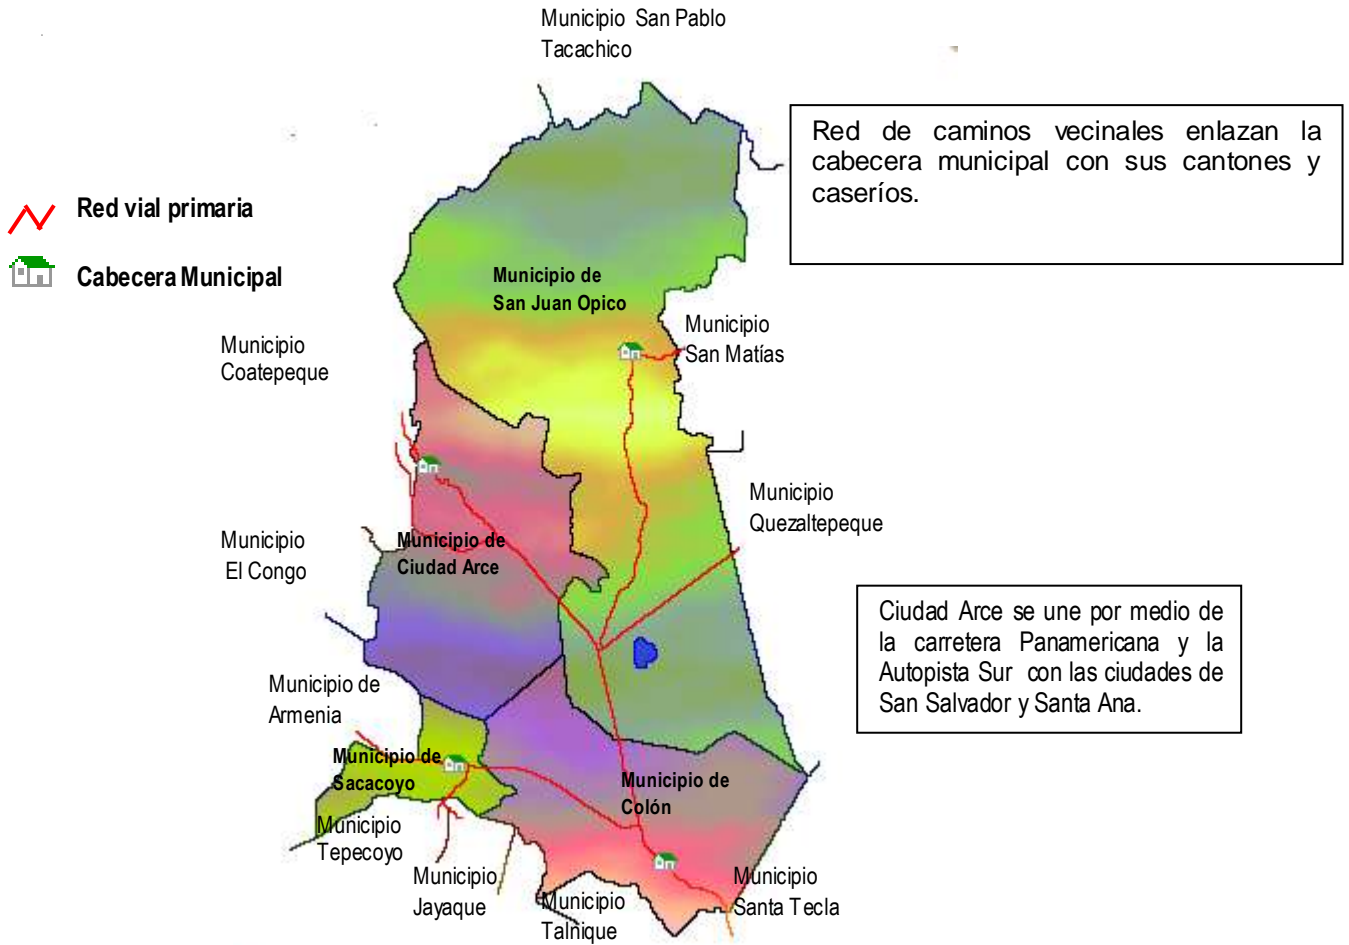 Municipio San Pablo
Tacachico
Red de caminos vecinales enlazan la
cabecera municipal con sus cantones y
caseríos.
Red vial primaria
Cabecera Municipal
Municipio de
San Juan Opico
Municipio
San Matías
Municipio
Coatepeque
Municipio
Quezaltepeque
Municipio
El Congo
Municipio de
Ciudad Arce
Ciudad Arce se une por medio de
la carretera Panamericana y la
Autopista Sur con las ciudades de
San Salvador y Santa Ana.
Municipio de
Armenia
Municipio de
Sacacoyo
Municipio de
Colón
Municipio
Tepecoyo
Municipio
Jayaque
Municipio
Talnique
Municipio
Santa Tecla